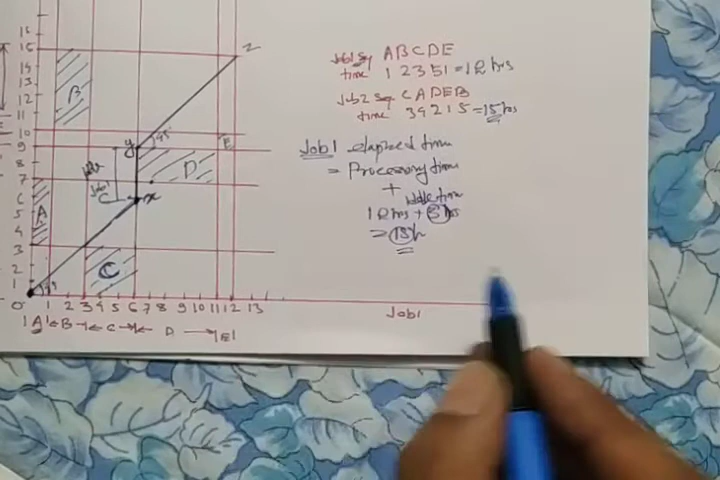 Job1 Seq A B C D E
time 1 2 3 5 1 = 12 hrs
Job2 Seq C A D E B
time 3 4 2 1 5 = 15 hrs
Job1 elapsed time
= Processing time
+
Idle time
12 hrs + 3 hrs
= 15 h
z
15
15
14
13
12
11
10
9
8
7
6
5
4
3
2
1
B
y
45°
E
D
A
x
C
0 1 2 3 4 5 6 7 8 9 10 11 12 13
A B C D E
Job1